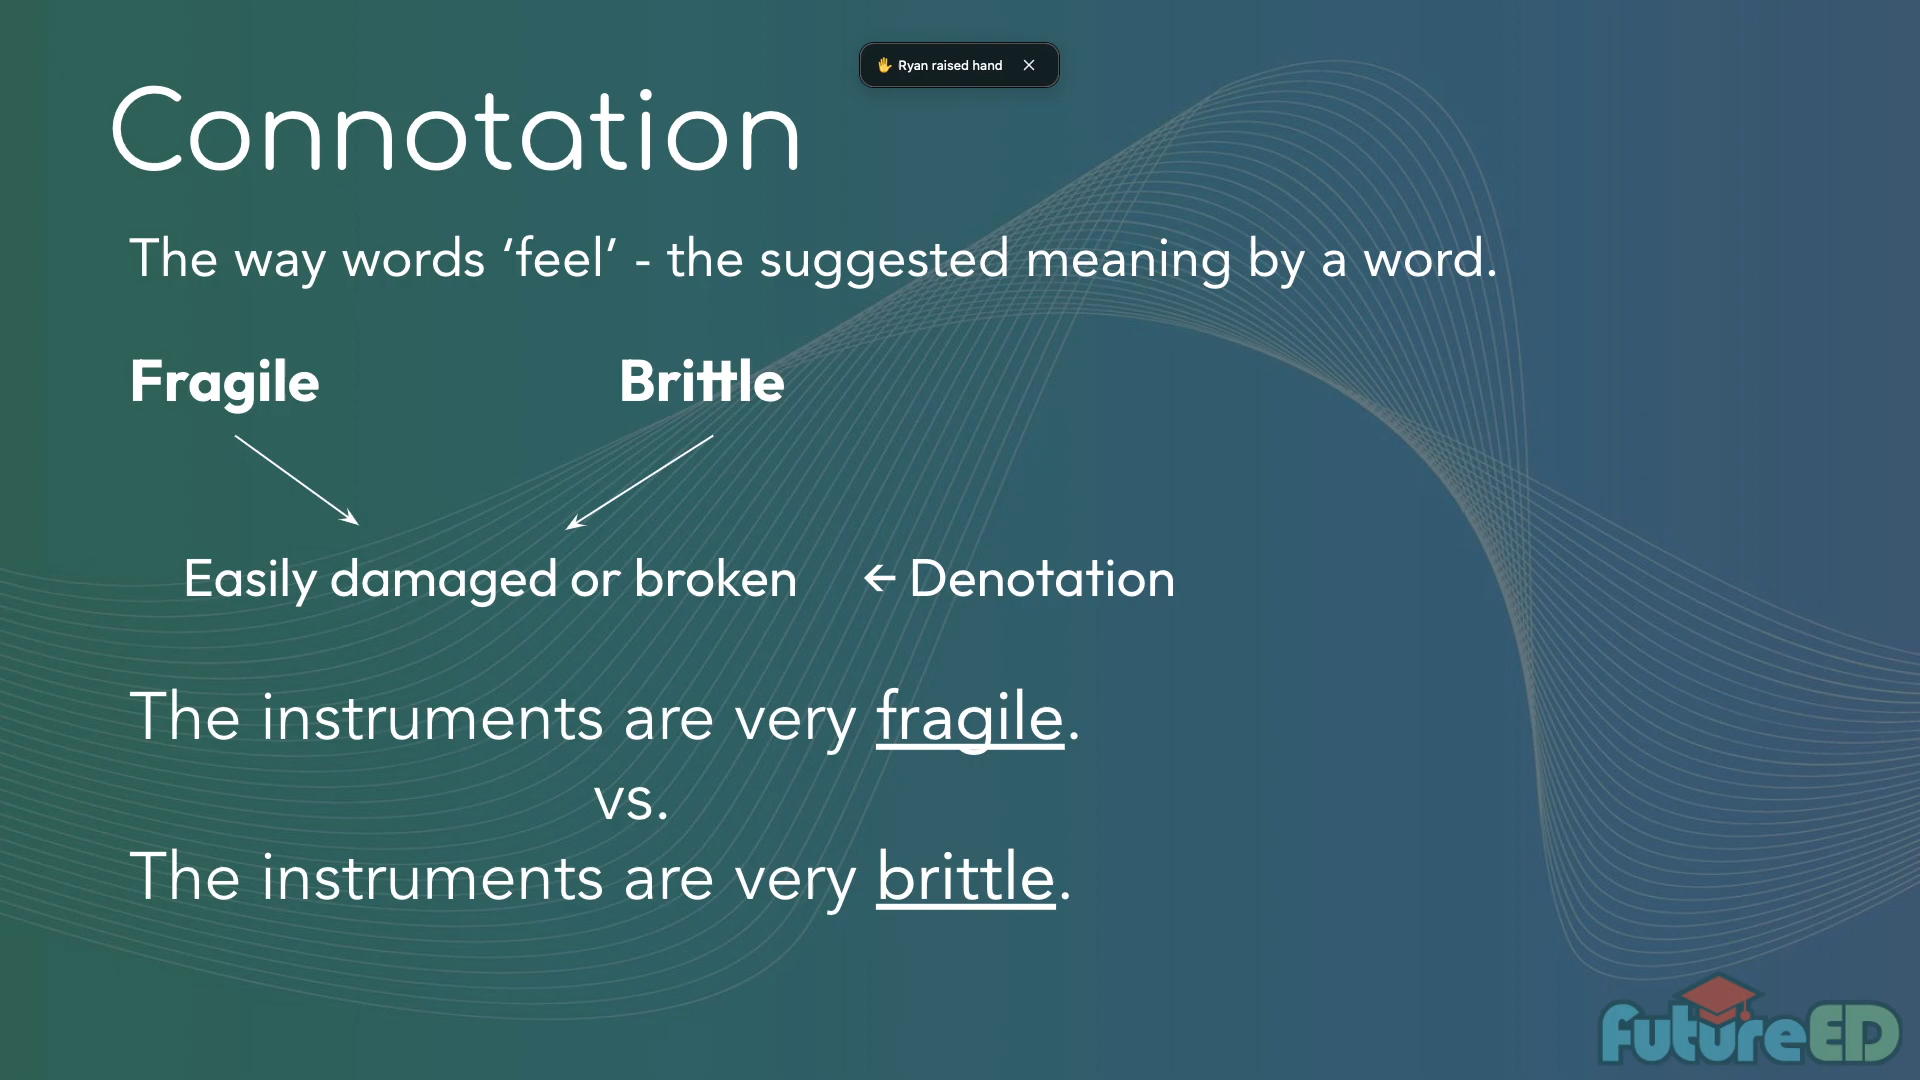 ✋ Ryan raised hand ×
Connotation
The way words ‘feel’ - the suggested meaning by a word.
Fragile Brittle
Easily damaged or broken ← Denotation
The instruments are very fragile.
vs.
The instruments are very brittle.
futureED